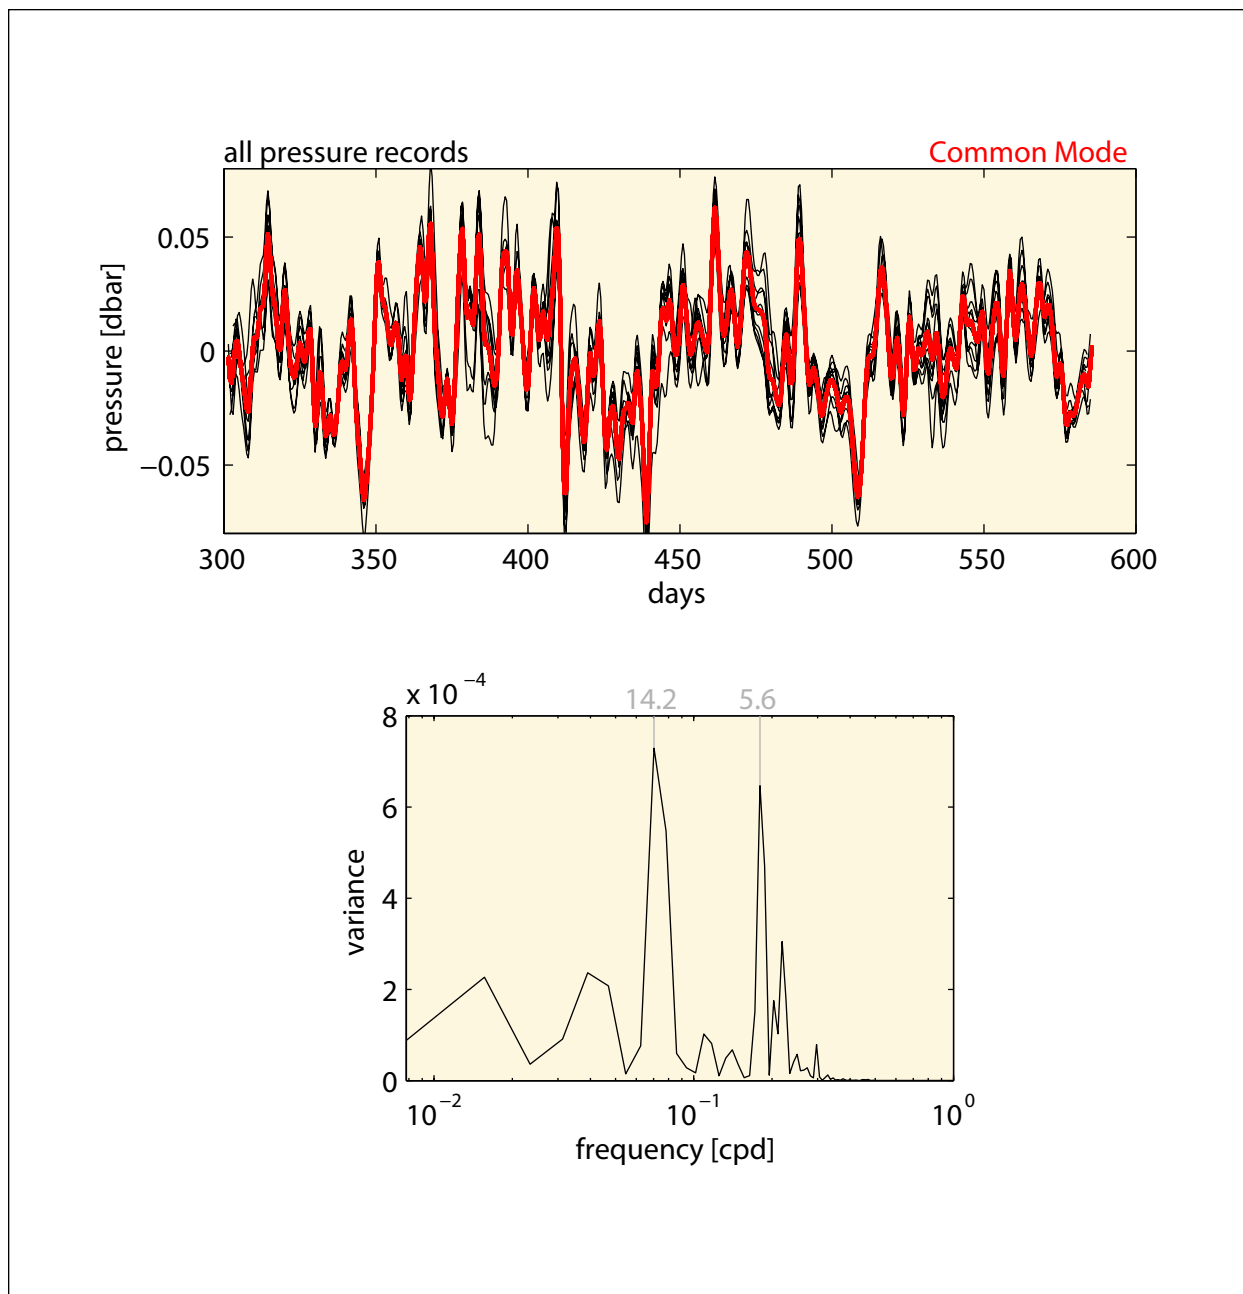 all pressure records Common Mode
pressure [dbar]
0.05
0
−0.05
300 350 400 450 500 550 600
days
x 10⁻⁴
14.2 5.6
variance
8
6
4
2
0
10⁻² 10⁻¹ 10⁰
frequency [cpd]